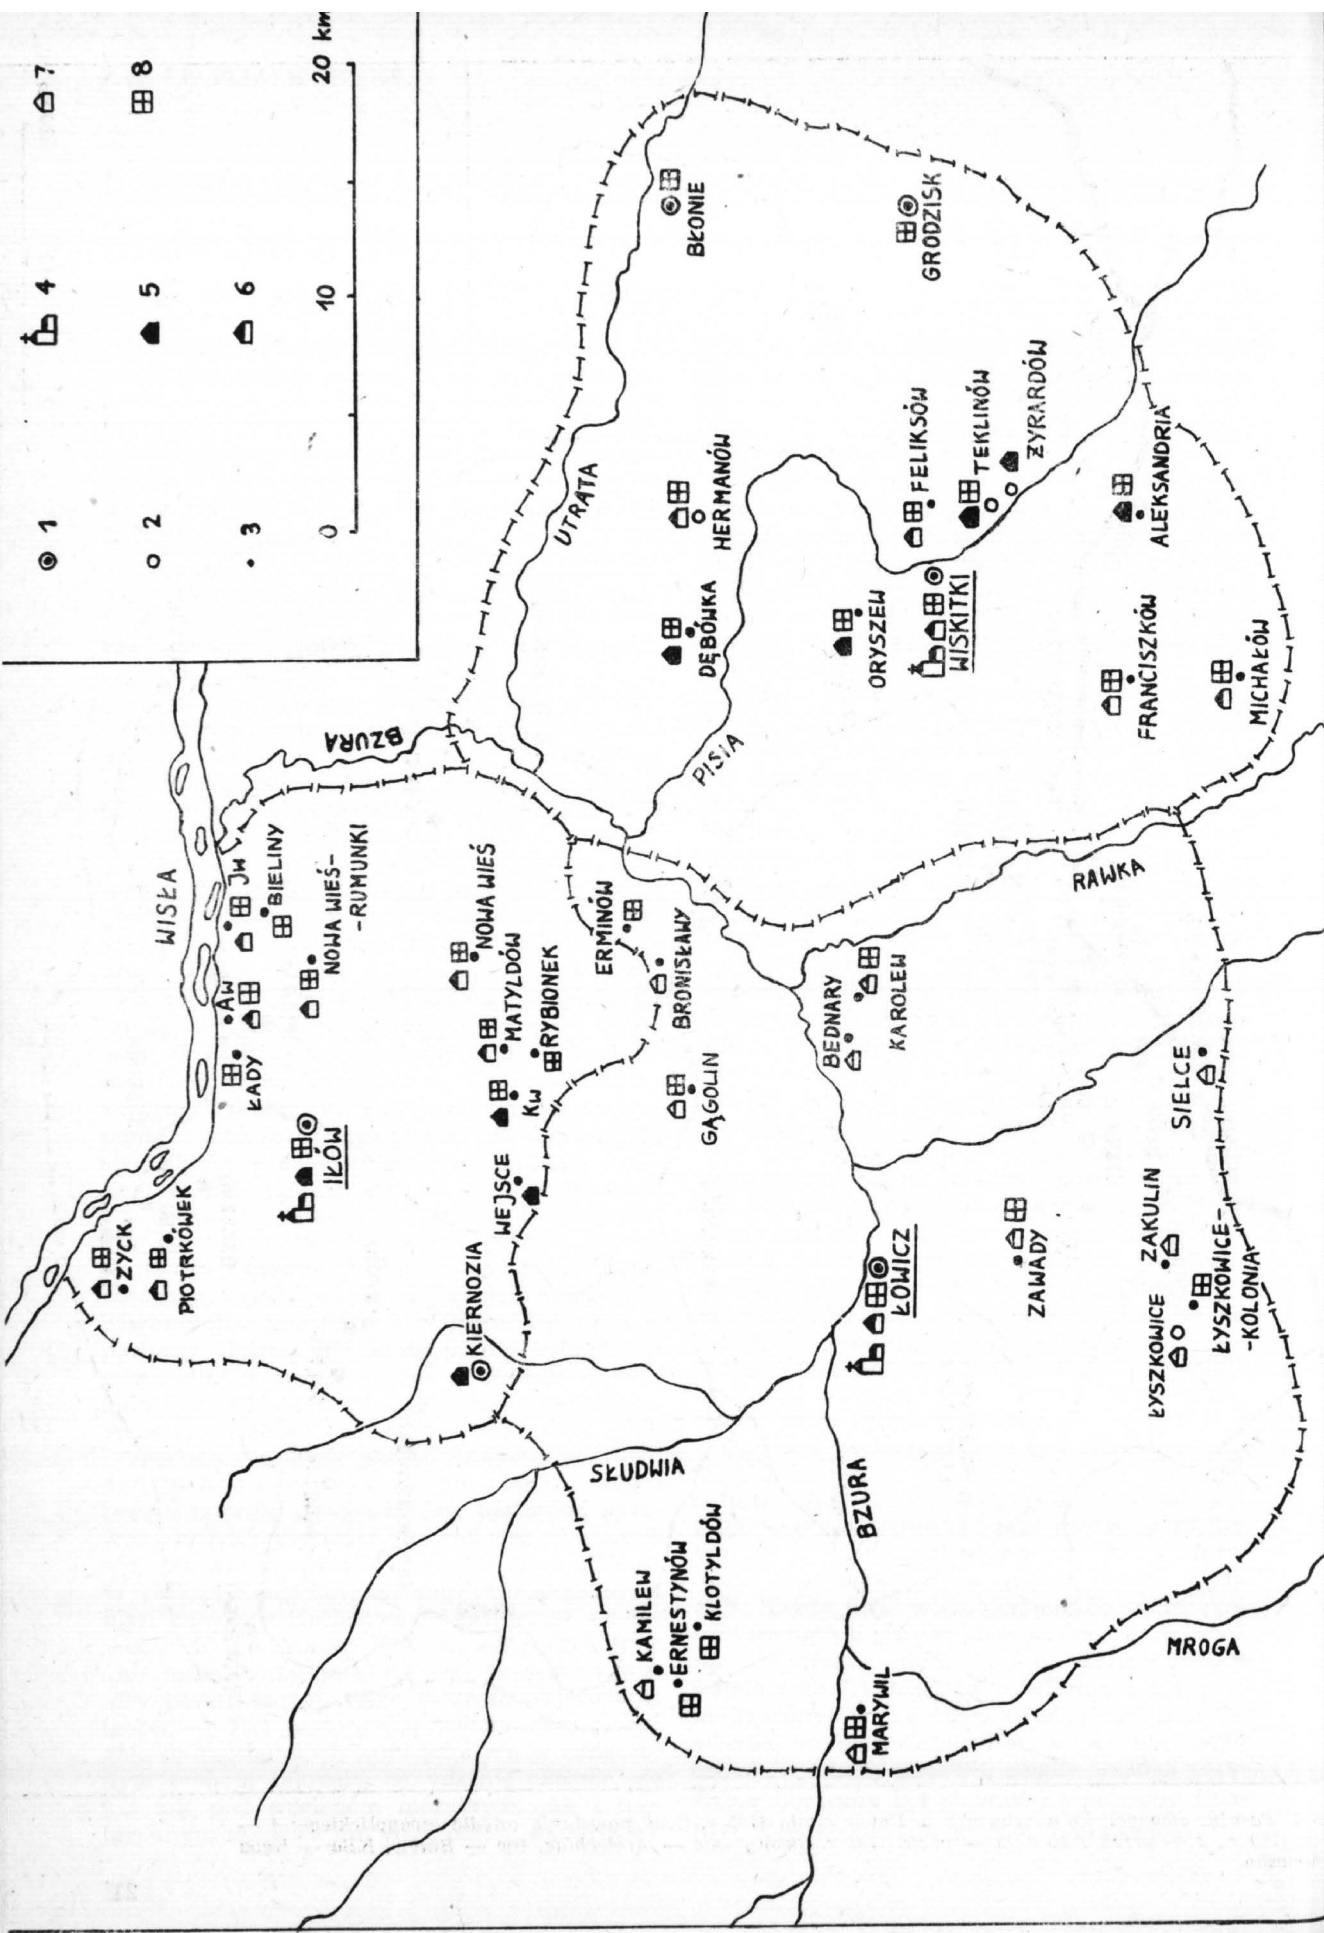 1
2
3
4
5
6
7
8
0
10
20 km
WISŁA
BZURA
UTRATA
PISIA
RAWKA
SŁUDWIA
BZURA
MROGA
ŻYCK
PIOTRKÓWEK
IŁÓW
ŁADY
AW
JW
BIELINY
NOWA WIEŚ-
-RUMUNKI
KIERNOZIA
WEJSCE
KW
MATYLDÓW
RYBIONEK
NOWA WIEŚ
ERMINÓW
BRONISŁAWY
GĄGOLIN
BEDNARY
KAROLEW
ŁOWICZ
ZAWADY
SIELCE
ZAKULIN
ŁYSZKOWICE
ŁYSZKOWICE-
-KOLONIA
KAMILEW
ERNESTYNÓW
KLOTYLDÓW
MARYWIL
BŁONIE
GRODZISK
HERMANÓW
DĘBÓWKA
ORYSZEW
WISKITKI
FELIKSÓW
TEKLINÓW
ŻYRARDÓW
ALEKSANDRIA
FRANCISZKÓW
MICHAŁÓW